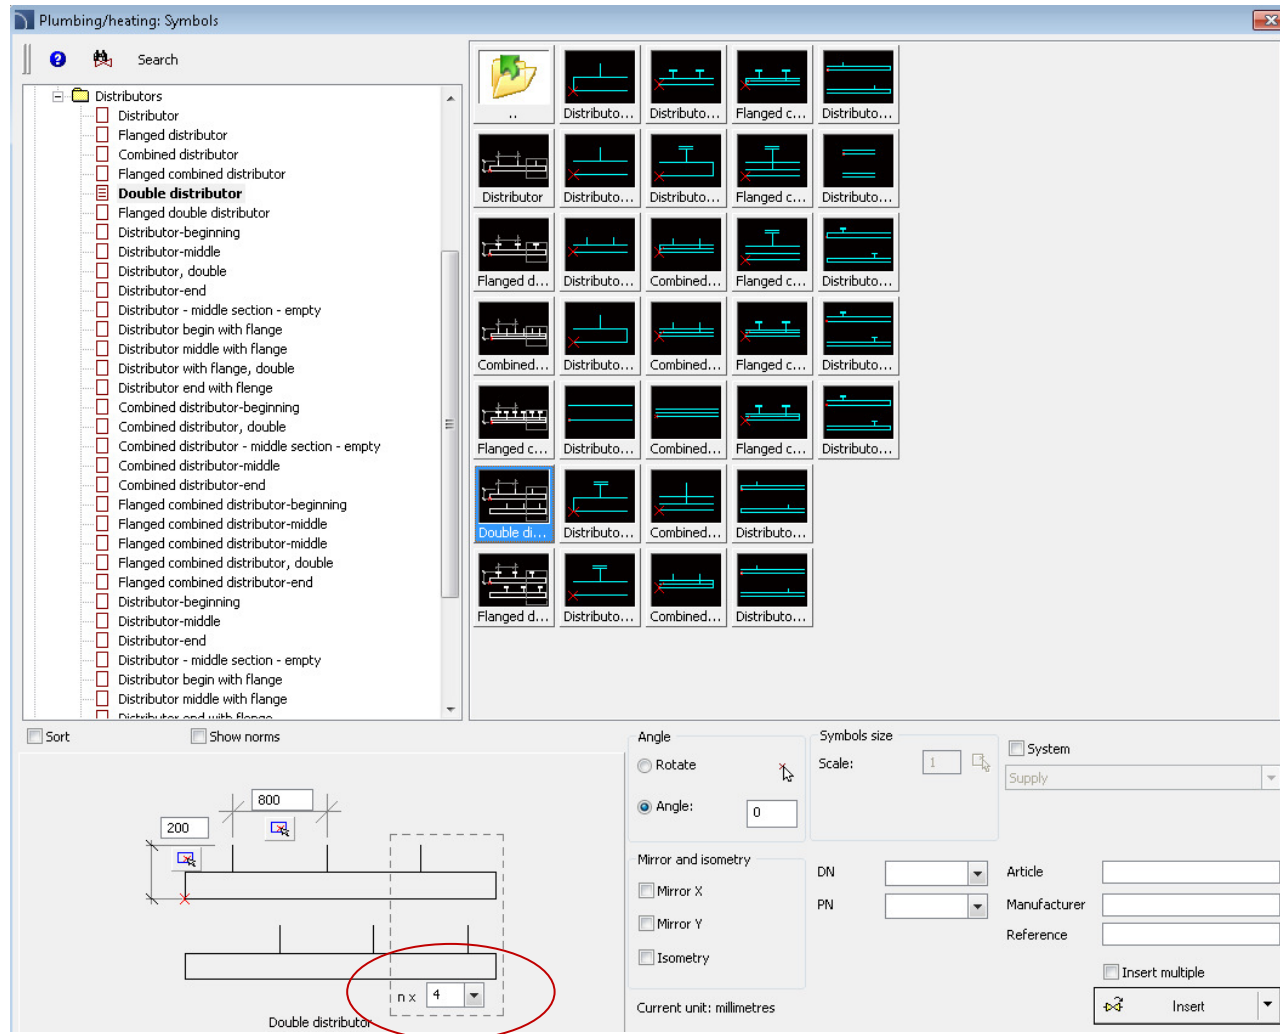 Plumbing/heating: Symbols
Search
Distributors
Distributor
Flanged distributor
Combined distributor
Flanged combined distributor
Double distributor
Flanged double distributor
Distributor-beginning
Distributor-middle
Distributor, double
Distributor-end
Distributor - middle section - empty
Distributor begin with flange
Distributor middle with flange
Distributor with flange, double
Distributor end with flenge
Combined distributor-beginning
Combined distributor, double
Combined distributor - middle section - empty
Combined distributor-middle
Combined distributor-end
Flanged combined distributor-beginning
Flanged combined distributor-middle
Flanged combined distributor-middle
Flanged combined distributor, double
Flanged combined distributor-end
Distributor-beginning
Distributor-middle
Distributor-end
Distributor - middle section - empty
Distributor begin with flange
Distributor middle with flange
Distributor end with flange
.. Distributo... Distributo... Flanged c... Distributo...
Distributor Distributo... Distributo... Flanged c... Distributo...
Flanged d... Distributo... Combined... Flanged c... Distributo...
Combined... Distributo... Combined... Flanged c... Distributo...
Flanged c... Distributo... Combined... Flanged c... Distributo...
Double di... Distributo... Combined... Distributo...
Flanged d... Distributo... Combined... Distributo...
Sort Show norms
800
200
n x 4
Double distributor
Angle
Rotate
Angle: 0
Mirror and isometry
Mirror X
Mirror Y
Isometry
Current unit: millimetres
Symbols size
Scale: 1
System
Supply
DN
PN
Article
Manufacturer
Reference
Insert multiple
Insert